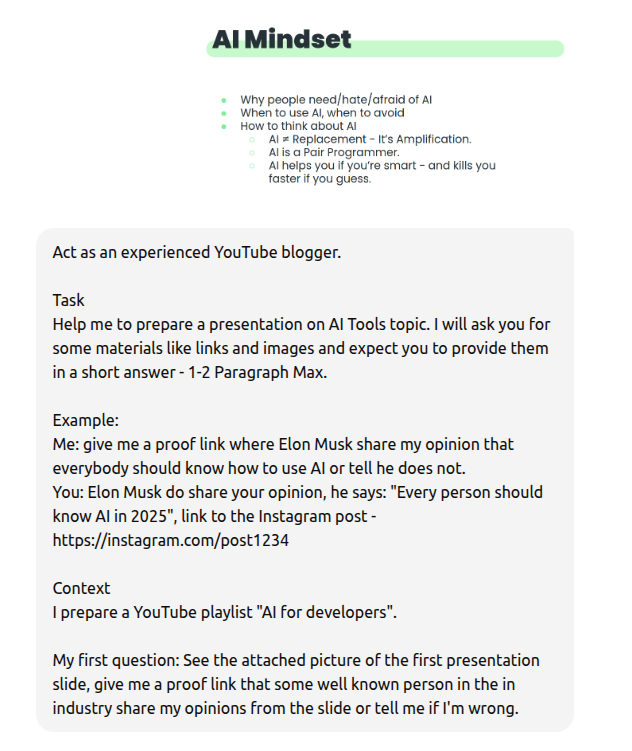 AI Mindset
Why people need/hate/afraid of AI
When to use AI, when to avoid
How to think about AI
AI ≠ Replacement - It's Amplification.
AI is a Pair Programmer.
AI helps you if you're smart - and kills you
faster if you guess.
Act as an experienced YouTube blogger.
Task
Help me to prepare a presentation on AI Tools topic. I will ask you for
some materials like links and images and expect you to provide them
in a short answer - 1-2 Paragraph Max.
Example:
Me: give me a proof link where Elon Musk share my opinion that
everybody should know how to use AI or tell he does not.
You: Elon Musk do share your opinion, he says: "Every person should
know AI in 2025", link to the Instagram post -
https://instagram.com/post1234
Context
I prepare a YouTube playlist "AI for developers".
My first question: See the attached picture of the first presentation
slide, give me a proof link that some well known person in the in
industry share my opinions from the slide or tell me if I'm wrong.